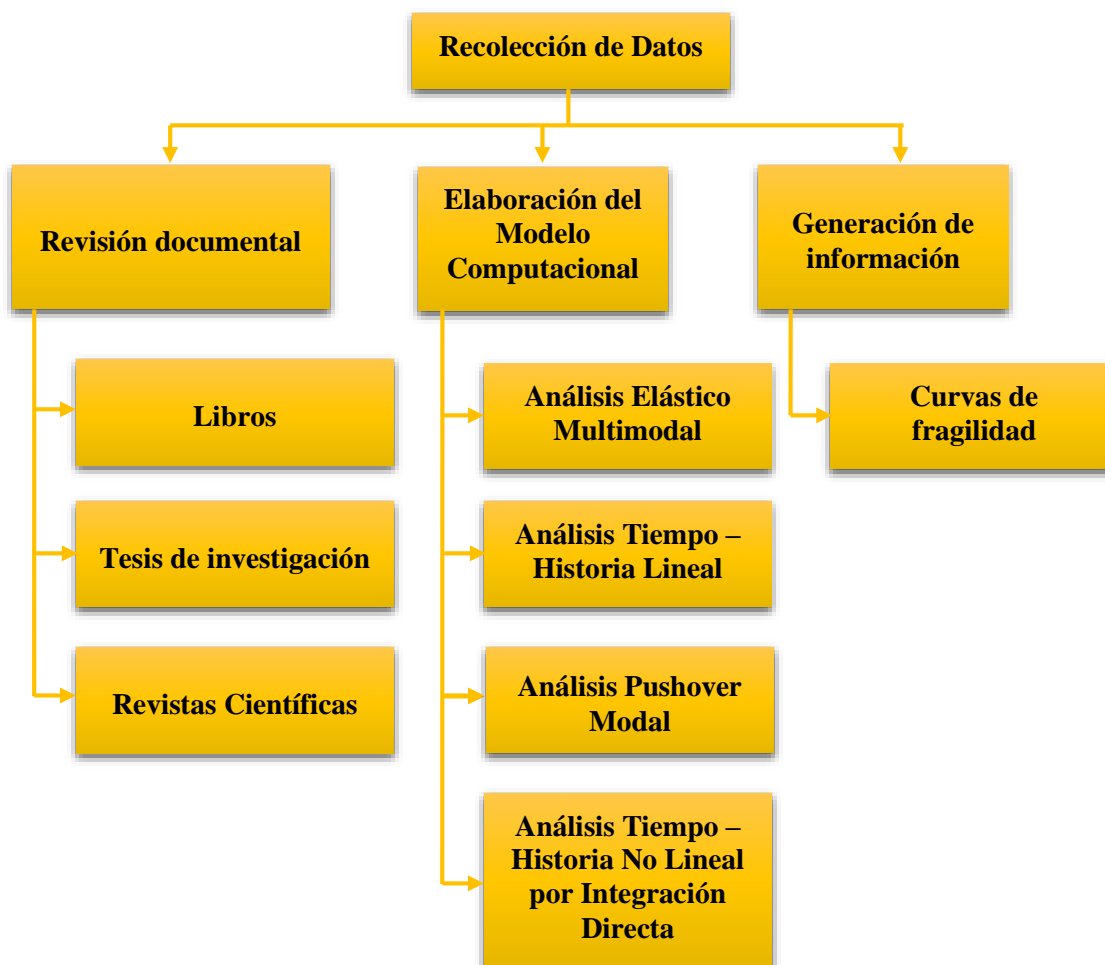 Recolección de Datos
Revisión documental
Elaboración del
Modelo
Computacional
Generación de
información
Libros
Tesis de investigación
Revistas Científicas
Análisis Elástico
Multimodal
Análisis Tiempo –
Historia Lineal
Análisis Pushover
Modal
Análisis Tiempo –
Historia No Lineal
por Integración
Directa
Curvas de
fragilidad